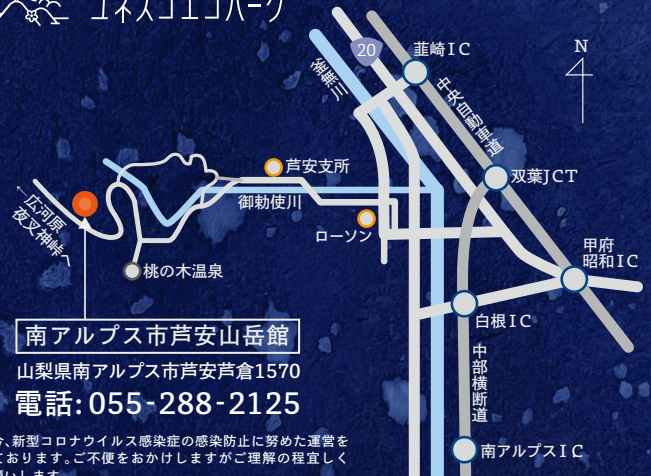 ユネスコエコパーク
20
韮崎IC
N
釜無川
中央自動車道
芦安支所
双葉JCT
御勅使川
←広河原
夜叉神峠へ
ローソン
甲府
昭和IC
桃の木温泉
白根IC
南アルプス市芦安山岳館
山梨県南アルプス市芦安芦倉1570
中部横断道
電話:055-288-2125
今、新型コロナウイルス感染症の感染防止に努めた運営を
ております。ご不便をおかけしますがご理解の程宜しく
南アルプスIC
願いします